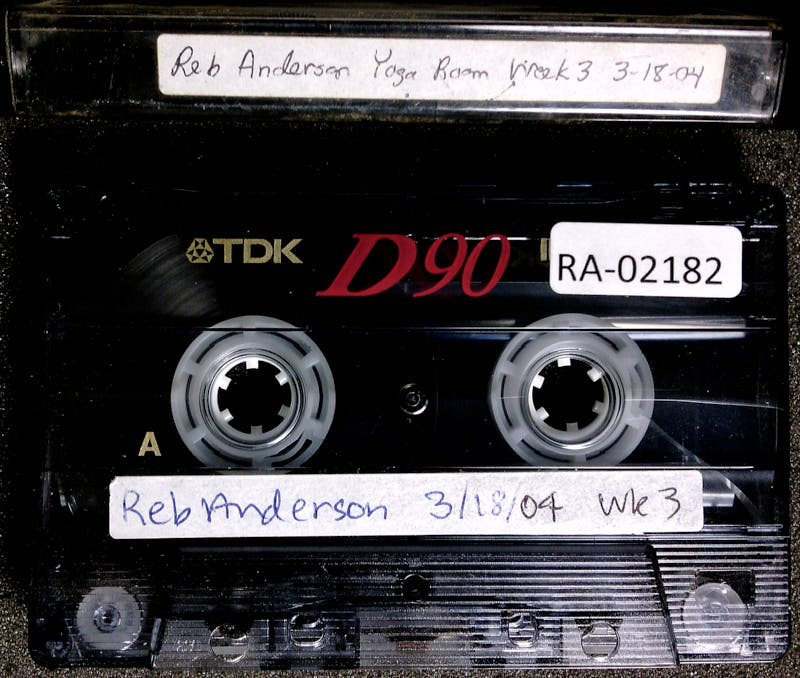 Reb Anderson Yoga Room Week 3 3-18-04
TDK D90
RA-02182
A
Reb Anderson 3/18/04 Wk 3